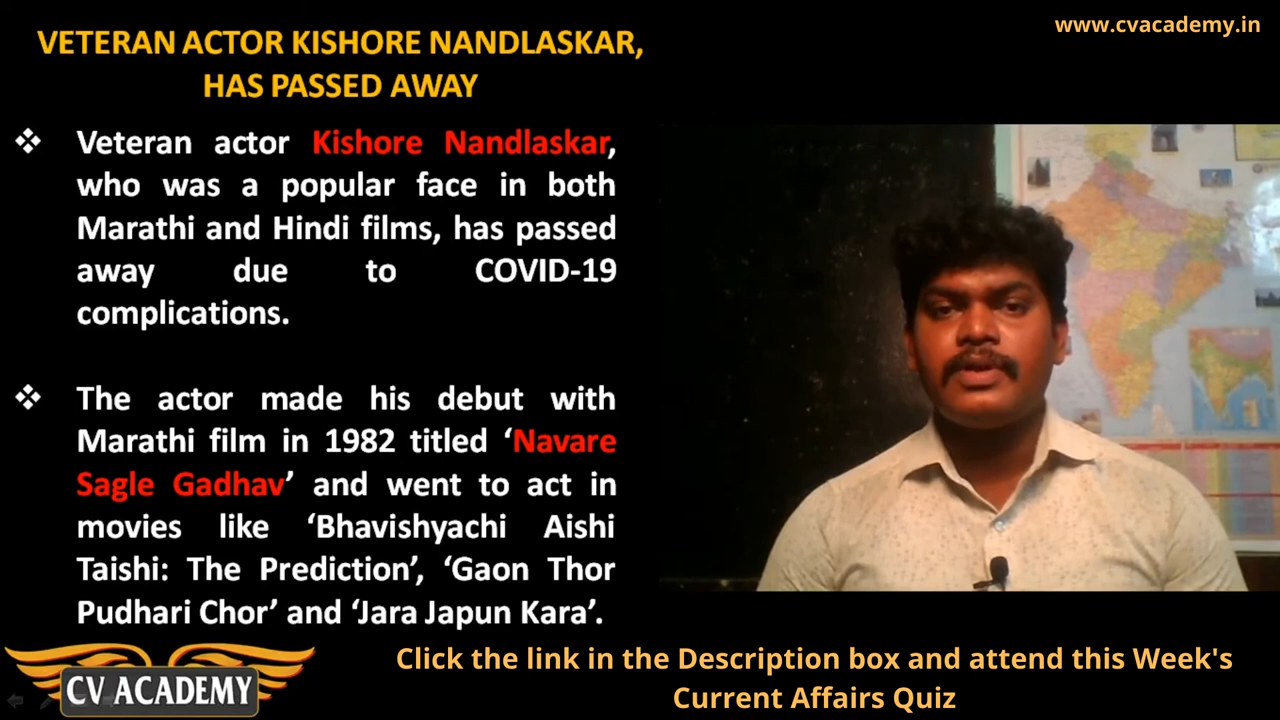 www.cvacademy.in
VETERAN ACTOR KISHORE NANDLASKAR,
HAS PASSED AWAY
❖ Veteran actor Kishore Nandlaskar,
who was a popular face in both
Marathi and Hindi films, has passed
away due to COVID-19
complications.
❖ The actor made his debut with
Marathi film in 1982 titled ‘Navare
Sagle Gadhav’ and went to act in
movies like ‘Bhavishyachi Aishi
Taishi: The Prediction’, ‘Gaon Thor
Pudhari Chor’ and ‘Jara Japun Kara’.
CV ACADEMY
Click the link in the Description box and attend this Week's
Current Affairs Quiz